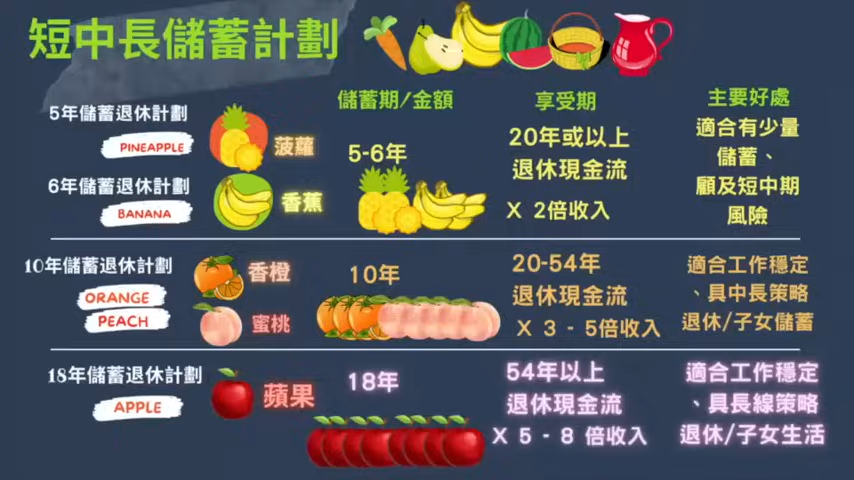 短中長儲蓄計劃
儲蓄期/金額
享受期
主要好處
5年儲蓄退休計劃
PINEAPPLE
菠蘿
6年儲蓄退休計劃
BANANA
香蕉
5-6年
20年或以上
退休現金流
X 2倍收入
適合有少量
儲蓄、
顧及短中期
風險
10年儲蓄退休計劃
ORANGE
香橙
PEACH
蜜桃
10年
20-54年
退休現金流
X 3 - 5倍收入
適合工作穩定
、具中長策略
退休/子女儲蓄
18年儲蓄退休計劃
APPLE
蘋果
18年
54年以上
退休現金流
X 5 - 8 倍收入
適合工作穩定
、具長線策略
退休/子女生活